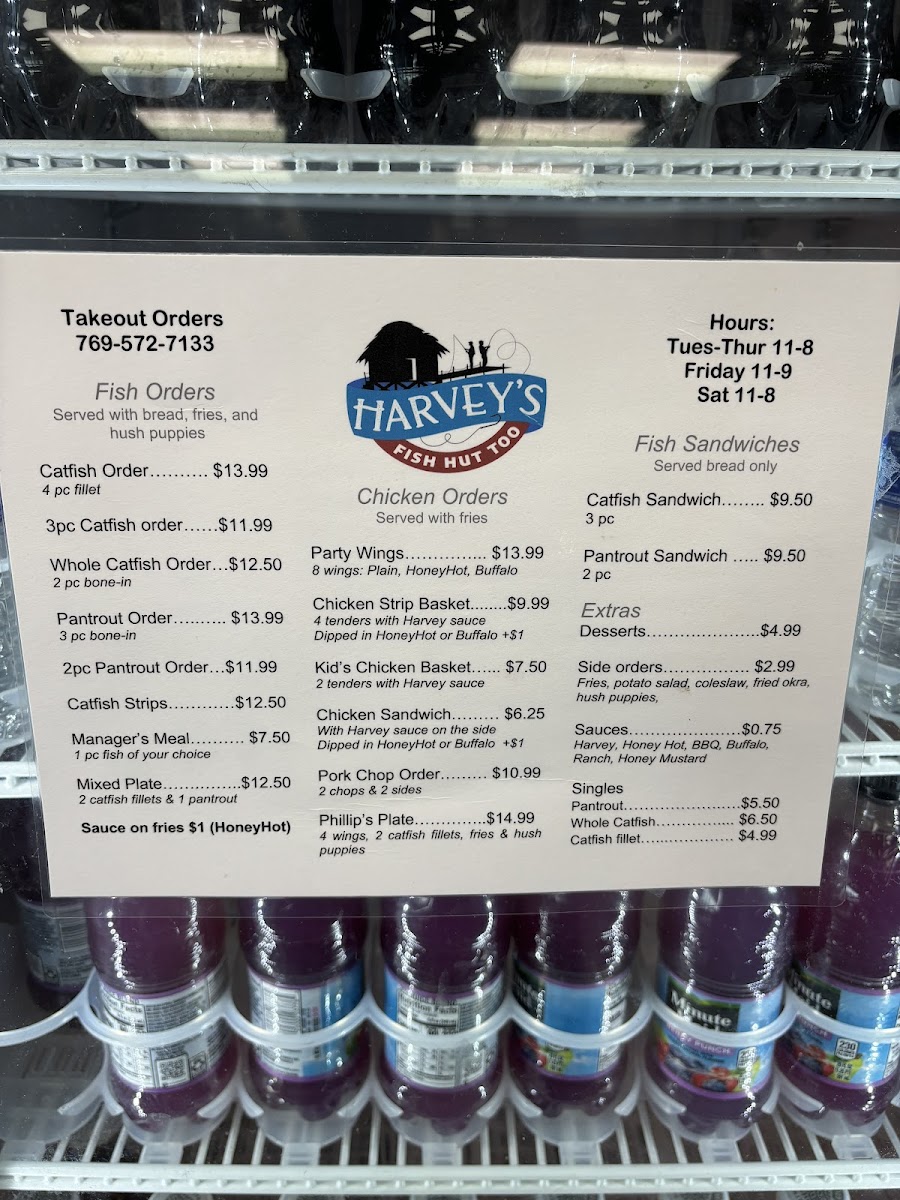 Takeout Orders
769-572-7133
Fish Orders
Served with bread, fries, and
hush puppies
Catfish Order.......... $13.99
4 pc fillet
3pc Catfish order......$11.99
Whole Catfish Order...$12.50
2 pc bone-in
Pantrout Order.......... $13.99
3 pc bone-in
2pc Pantrout Order...$11.99
Catfish Strips............$12.50
Manager's Meal.......... $7.50
1 pc fish of your choice
Mixed Plate...............$12.50
2 catfish fillets & 1 pantrout
Sauce on fries $1 (HoneyHot)
HARVEY'S
FISH HUT TOO
Chicken Orders
Served with fries
Party Wings............... $13.99
8 wings: Plain, HoneyHot, Buffalo
Chicken Strip Basket........$9.99
4 tenders with Harvey sauce
Dipped in HoneyHot or Buffalo +$1
Kid's Chicken Basket...... $7.50
2 tenders with Harvey sauce
Chicken Sandwich......... $6.25
With Harvey sauce on the side
Dipped in HoneyHot or Buffalo +$1
Pork Chop Order......... $10.99
2 chops & 2 sides
Phillip's Plate.............$14.99
4 wings, 2 catfish fillets, fries & hush
puppies
Hours:
Tues-Thur 11-8
Friday 11-9
Sat 11-8
Fish Sandwiches
Served bread only
Catfish Sandwich........ $9.50
3 pc
Pantrout Sandwich ..... $9.50
2 pc
Extras
Desserts.....................$4.99
Side orders................ $2.99
Fries, potato salad, coleslaw, fried okra,
hush puppies,
Sauces.....................$0.75
Harvey, Honey Hot, BBQ, Buffalo,
Ranch, Honey Mustard
Singles
Pantrout.........................$5.50
Whole Catfish................. $6.50
Catfish fillet..................... $4.99
Minute
PUNCH
230